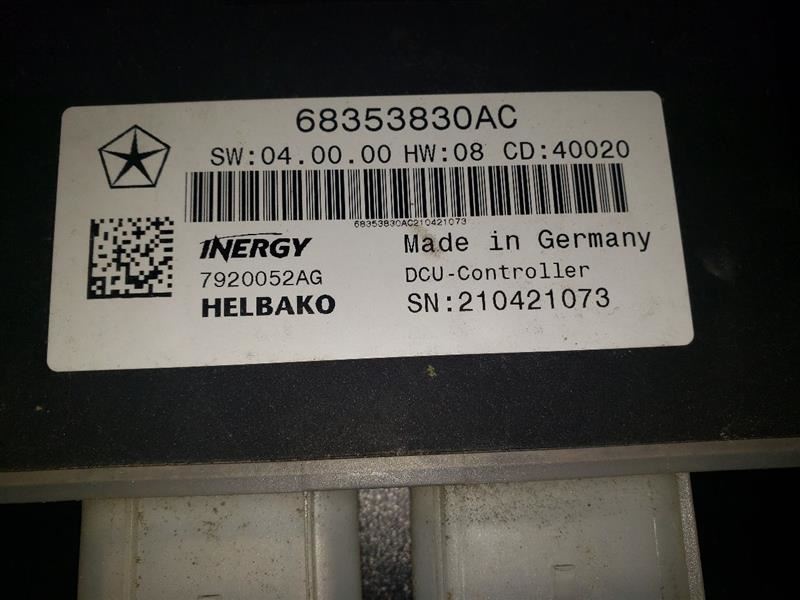 68353830AC
SW:04.00.00 HW:08 CD:40020
68353830AC210421073
INERGY
Made in Germany
7920052AG
DCU-Controller
HELBAKO
SN:210421073